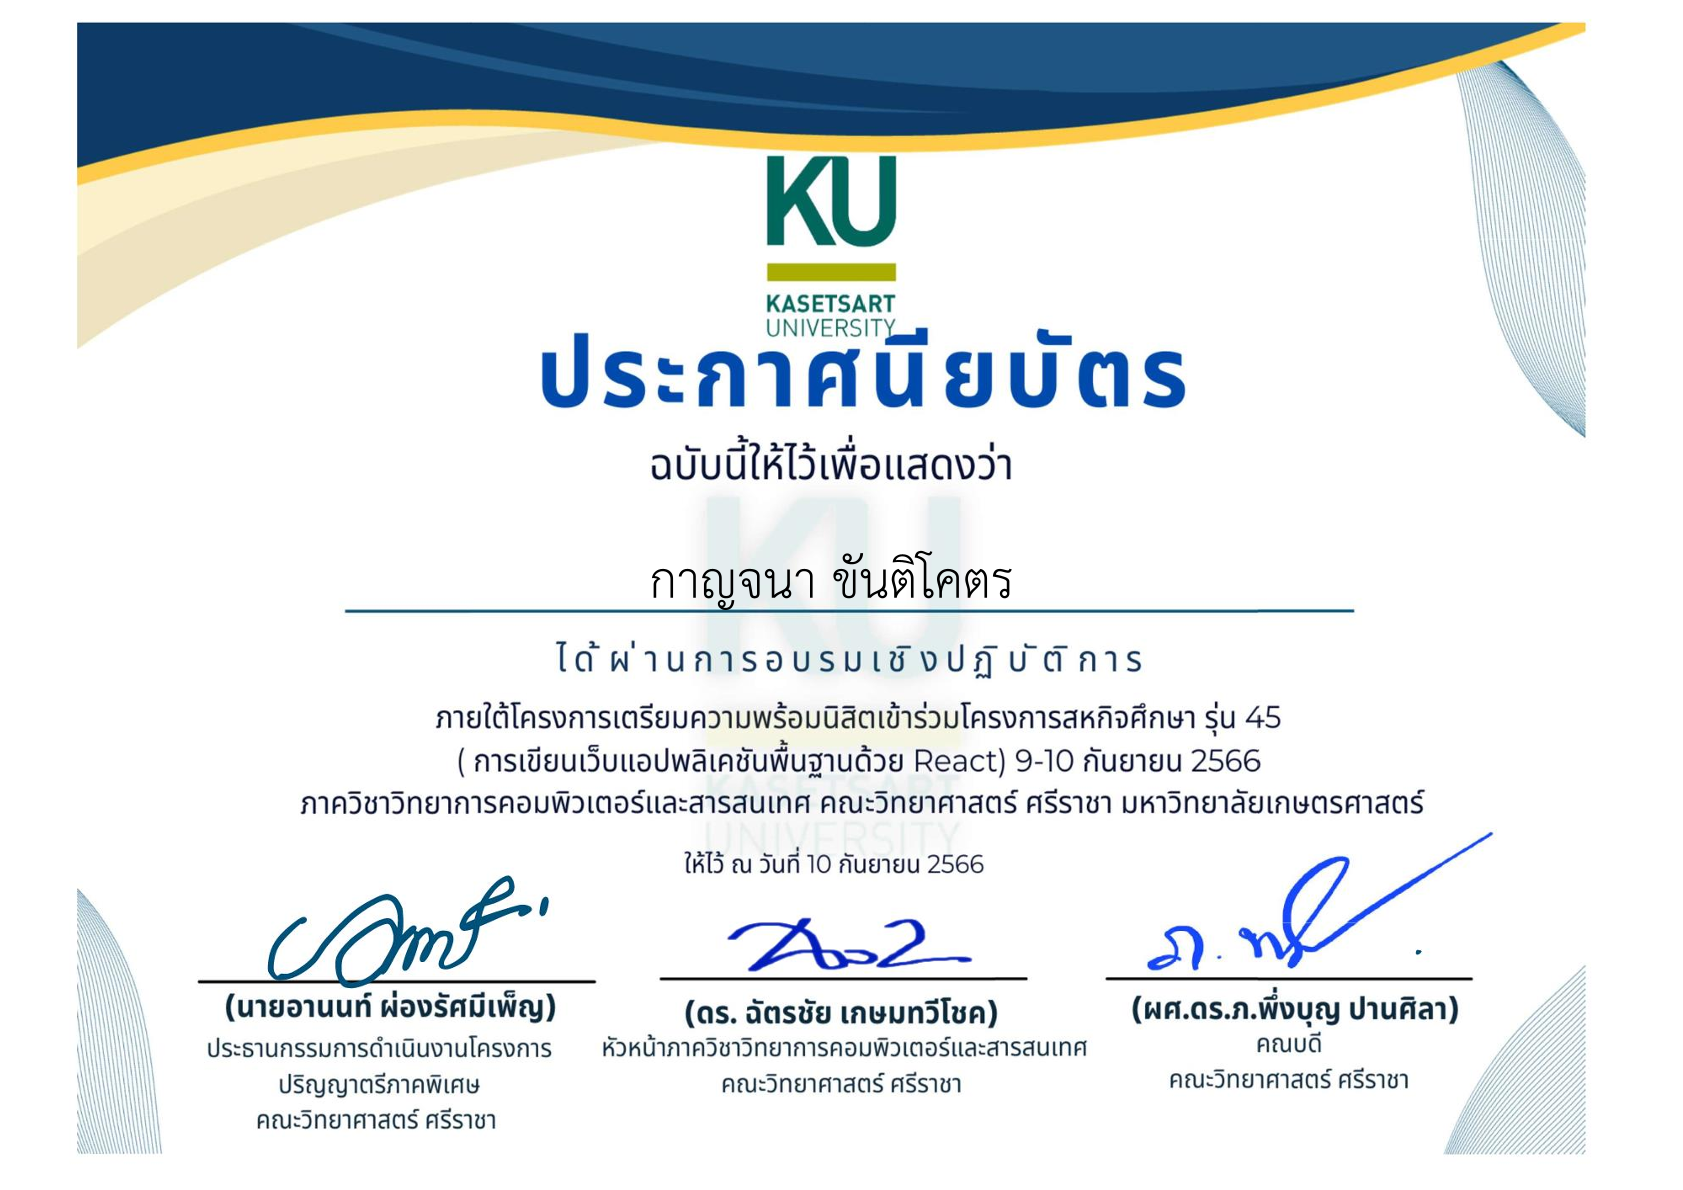 KU
KASETSART
UNIVERSITY
ประกาศนียบัตร
ฉบับนี้ให้ไว้เพื่อแสดงว่า
กาญจนา ขันติโคตร
ได้ผ่านการอบรมเชิงปฏิบัติการ
ภายใต้โครงการเตรียมความพร้อมนิสิตเข้าร่วมโครงการสหกิจศึกษา รุ่น 45
( การเขียนเว็บแอปพลิเคชันพื้นฐานด้วย React) 9-10 กันยายน 2566
ภาควิชาวิทยาการคอมพิวเตอร์และสารสนเทศ คณะวิทยาศาสตร์ ศรีราชา มหาวิทยาลัยเกษตรศาสตร์
ให้ไว้ ณ วันที่ 10 กันยายน 2566
(นายอานนท์ ผ่องรัศมีเพ็ญ)
ประธานกรรมการดำเนินงานโครงการ
ปริญญาตรีภาคพิเศษ
คณะวิทยาศาสตร์ ศรีราชา
(ดร. ฉัตรชัย เกษมทวีโชค)
หัวหน้าภาควิชาวิทยาการคอมพิวเตอร์และสารสนเทศ
คณะวิทยาศาสตร์ ศรีราชา
(ผศ.ดร.ภ.พึ่งบุญ ปานศิลา)
คณบดี
คณะวิทยาศาสตร์ ศรีราชา